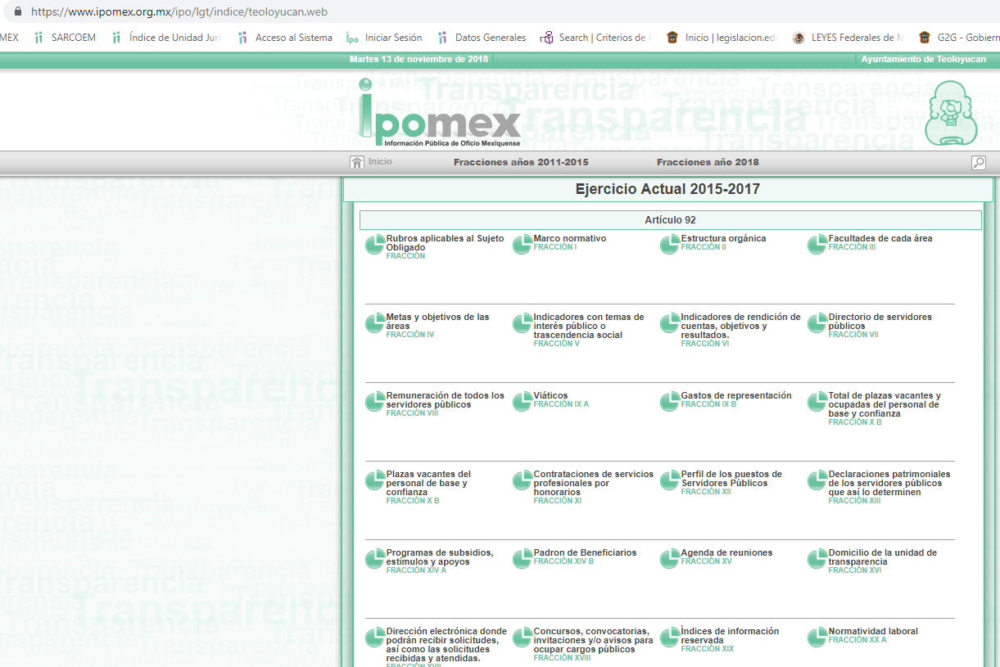 https://www.ipomex.org.mx/ipo/lgt/indice/teoloyucan.web
MEX SARCOEM Índice de Unidad Juri Acceso al Sistema Iniciar Sesión Datos Generales Search | Criterios de Inicio | legislacion.ed LEYES Federales de M G2G - Gobiern
Martes 13 de noviembre de 2018 Ayuntamiento de Teoloyucan
ipomex
Información Pública de Oficio Mexiquense
Inicio Fracciones años 2011-2015 Fracciones año 2018
Ejercicio Actual 2015-2017
Artículo 92
Rubros aplicables al Sujeto
Obligado
FRACCIÓN
Marco normativo
FRACCIÓN I
Estructura orgánica
FRACCIÓN II
Facultades de cada área
FRACCIÓN III
Metas y objetivos de las
áreas
FRACCIÓN IV
Indicadores con temas de
interés público o
trascendencia social
FRACCIÓN V
Indicadores de rendición de
cuentas, objetivos y
resultados.
FRACCIÓN VI
Directorio de servidores
públicos
FRACCIÓN VII
Remuneración de todos los
servidores públicos
FRACCIÓN VIII
Viáticos
FRACCIÓN IX A
Gastos de representación
FRACCIÓN IX B
Total de plazas vacantes y
ocupadas del personal de
base y confianza
FRACCIÓN X B
Plazas vacantes del
personal de base y
confianza
FRACCIÓN X B
Contrataciones de servicios
profesionales por
honorarios
FRACCIÓN XI
Perfil de los puestos de
Servidores Públicos
FRACCIÓN XII
Declaraciones patrimoniales
de los servidores públicos
que así lo determinen
FRACCIÓN XIII
Programas de subsidios,
estímulos y apoyos
FRACCIÓN XIV A
Padron de Beneficiarios
FRACCIÓN XIV B
Agenda de reuniones
FRACCIÓN XV
Domicilio de la unidad de
transparencia
FRACCIÓN XVI
Dirección electrónica donde
podrán recibir solicitudes,
así como las solicitudes
recibidas y atendidas.
FRACCIÓN XVII
Concursos, convocatorias,
invitaciones y/o avisos para
ocupar cargos públicos
FRACCIÓN XVIII
Índices de información
reservada
FRACCIÓN XIX
Normatividad laboral
FRACCIÓN XX A